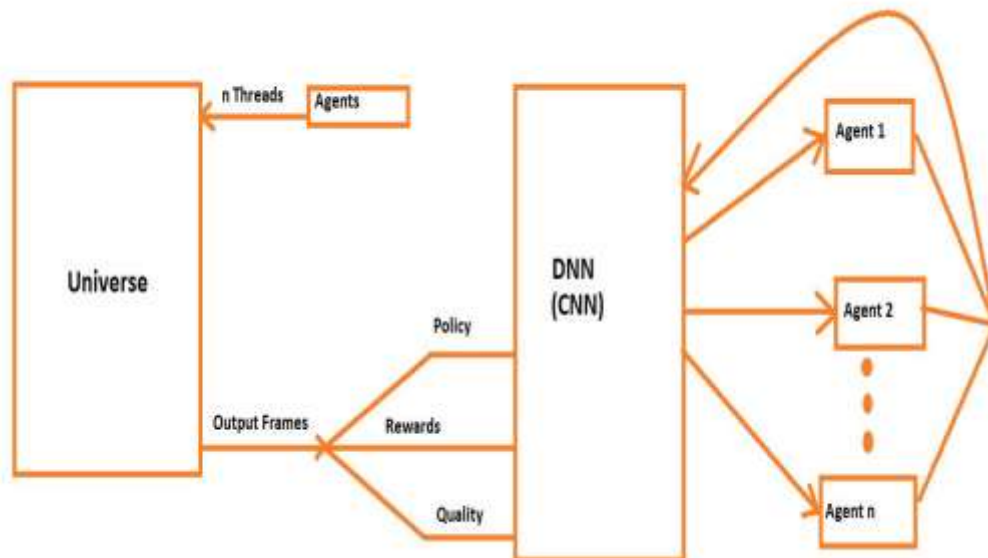 n Threads
Agents
Universe
Output Frames
Policy
Rewards
Quality
DNN
(CNN)
Agent 1
Agent 2
Agent n